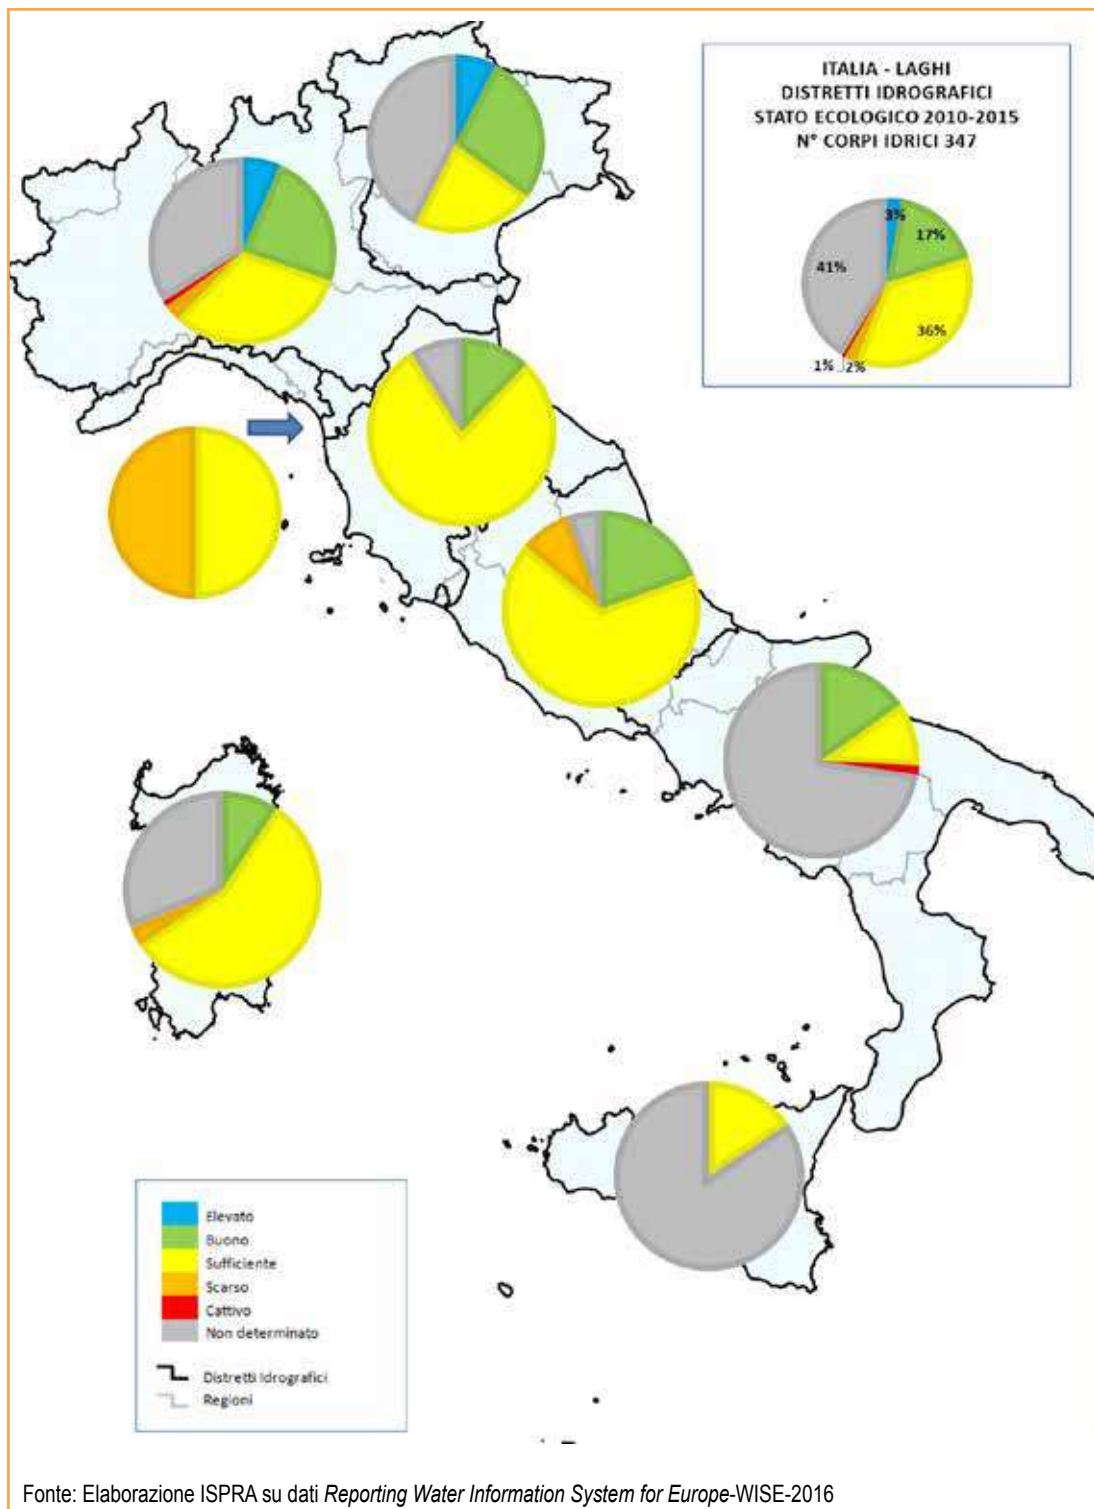 ITALIA - LAGHI
DISTRETTI IDROGRAFICI
STATO ECOLOGICO 2010-2015
N° CORPI IDRICI 347
3%
17%
41%
36%
1%
2%
Elevato
Buono
Sufficiente
Scarso
Cattivo
Non determinato
Distretti Idrografici
Regioni
Fonte: Elaborazione ISPRA su dati Reporting Water Information System for Europe-WISE-2016